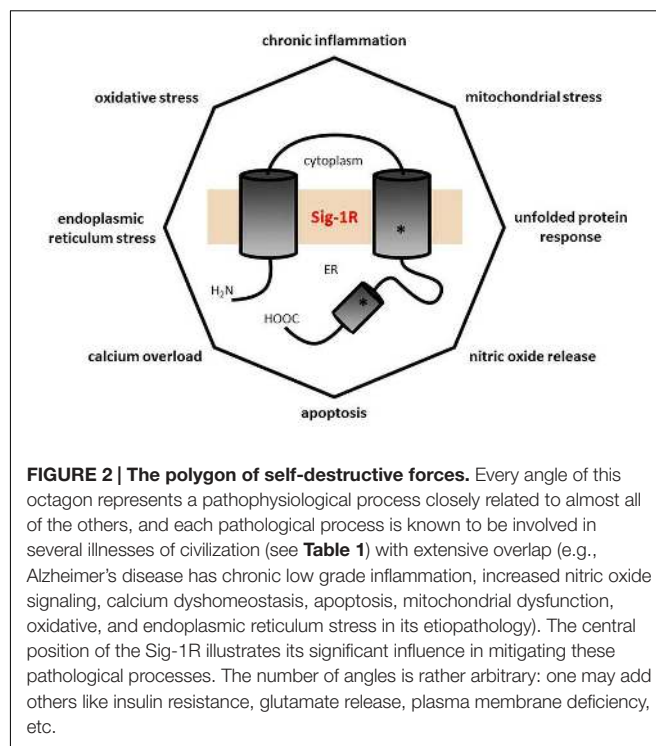 chronic inflammation
oxidative stress
mitochondrial stress
cytoplasm
endoplasmic
reticulum stress
Sig-1R
*
unfolded protein
response
ER
H₂N
*
HOOC
calcium overload
nitric oxide release
apoptosis
FIGURE 2 | The polygon of self-destructive forces. Every angle of this
octagon represents a pathophysiological process closely related to almost all
of the others, and each pathological process is known to be involved in
several illnesses of civilization (see Table 1) with extensive overlap (e.g.,
Alzheimer's disease has chronic low grade inflammation, increased nitric oxide
signaling, calcium dyshomeostasis, apoptosis, mitochondrial dysfunction,
oxidative, and endoplasmic reticulum stress in its etiopathology). The central
position of the Sig-1R illustrates its significant influence in mitigating these
pathological processes. The number of angles is rather arbitrary: one may add
others like insulin resistance, glutamate release, plasma membrane deficiency,
etc.